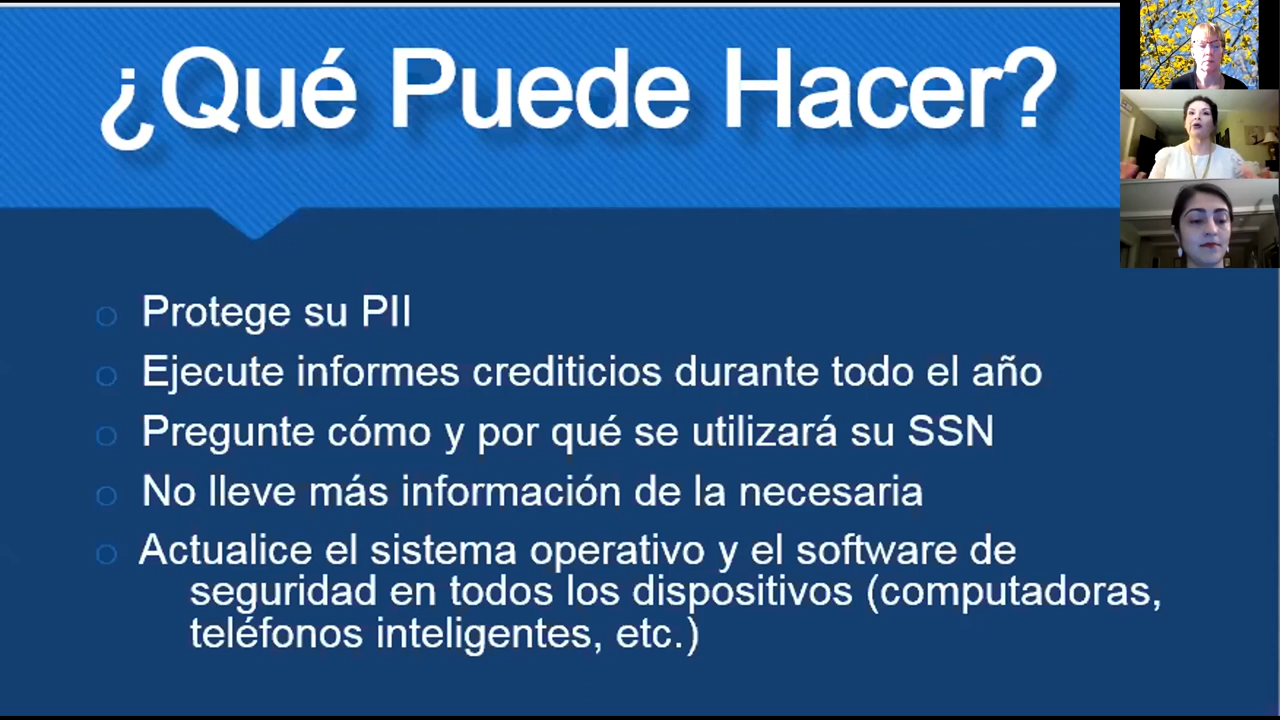 ¿Qué Puede Hacer?
Protege su PII
Ejecute informes crediticios durante todo el año
Pregunte cómo y por qué se utilizará su SSN
No lleve más información de la necesaria
Actualice el sistema operativo y el software de
seguridad en todos los dispositivos (computadoras,
teléfonos inteligentes, etc.)